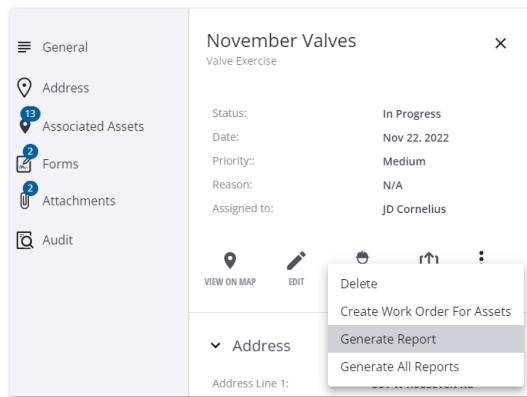 General
Address
13
Associated Assets
2
Forms
2
Attachments
Audit
November Valves
Valve Exercise
Status: In Progress
Date: Nov 22, 2022
Priority:: Medium
Reason: N/A
Assigned to: JD Cornelius
VIEW ON MAP EDIT
Delete
Create Work Order For Assets
Generate Report
Generate All Reports
Address
Address Line 1: